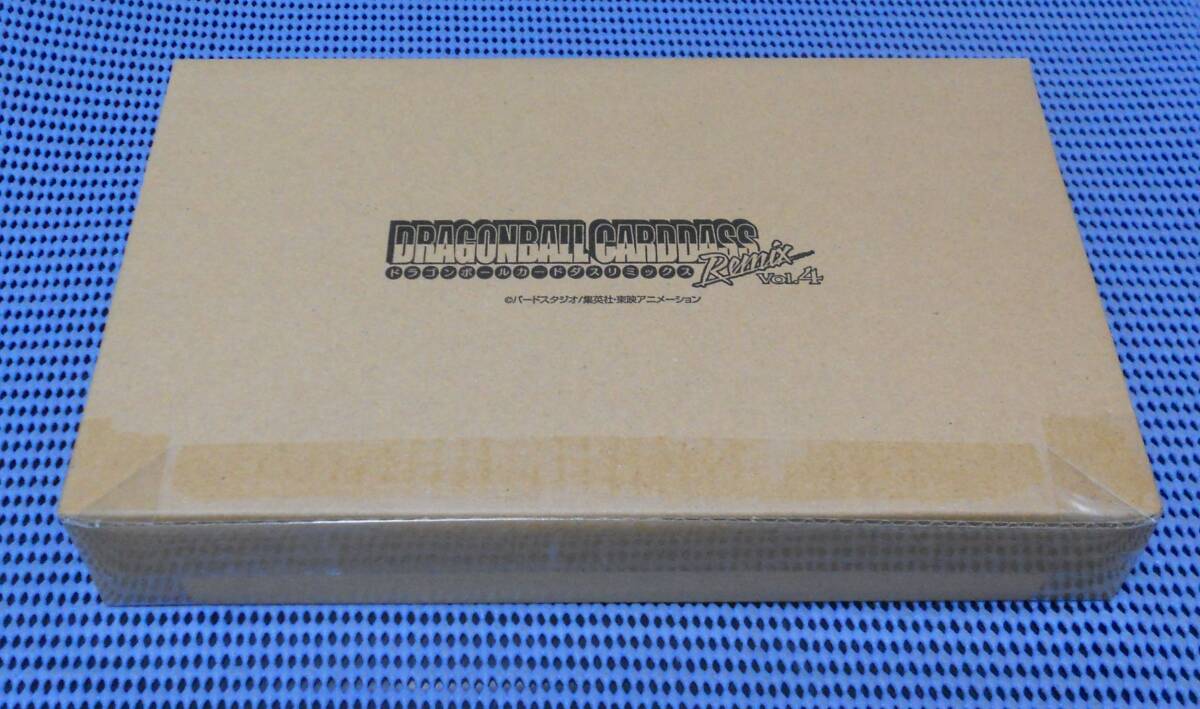 DRAGONBALL CARDDASS
Remix
ドラゴンボールカードダスリミックス
Vol.4
©バードスタジオ/集英社・東映アニメーション